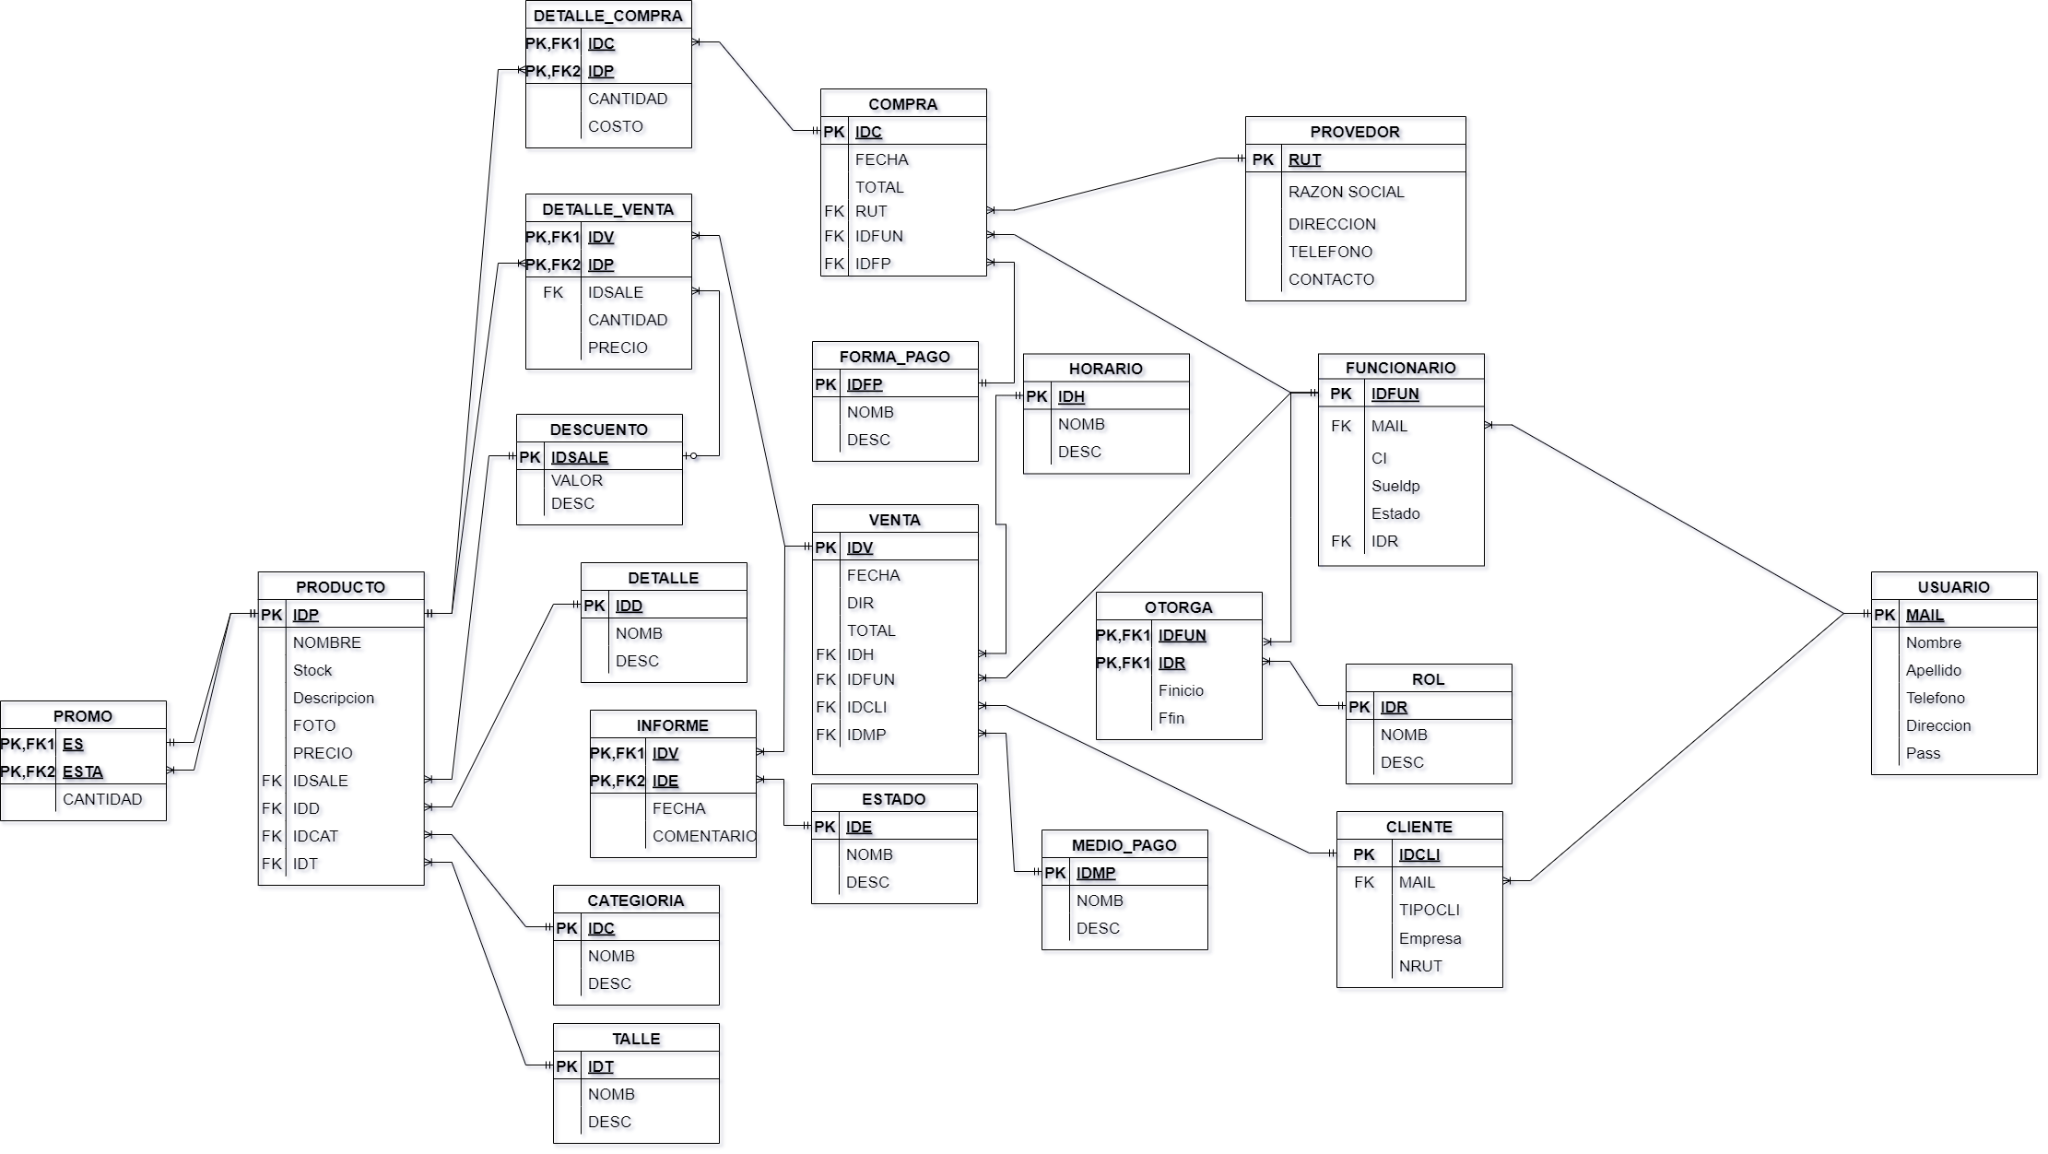 DETALLE_COMPRA
PK,FK1 IDC
PK,FK2 IDP
CANTIDAD
COSTO
DETALLE_VENTA
PK,FK1 IDV
PK,FK2 IDP
FK IDSALE
CANTIDAD
PRECIO
DESCUENTO
PK IDSALE
VALOR
DESC
DETALLE
PK IDD
NOMB
DESC
PRODUCTO
PK IDP
NOMBRE
Stock
Descripcion
FOTO
PRECIO
FK IDSALE
FK IDD
FK IDCAT
FK IDT
PROMO
PK,FK1 ES
PK,FK2 ESTA
CANTIDAD
INFORME
PK,FK1 IDV
PK,FK2 IDE
FECHA
COMENTARIO
CATEGIORIA
PK IDC
NOMB
DESC
TALLE
PK IDT
NOMB
DESC
COMPRA
PK IDC
FECHA
TOTAL
FK RUT
FK IDFUN
FK IDFP
FORMA_PAGO
PK IDFP
NOMB
DESC
HORARIO
PK IDH
NOMB
DESC
VENTA
PK IDV
FECHA
DIR
TOTAL
FK IDH
FK IDFUN
FK IDCLI
FK IDMP
ESTADO
PK IDE
NOMB
DESC
MEDIO_PAGO
PK IDMP
NOMB
DESC
PROVEDOR
PK RUT
RAZON SOCIAL
DIRECCION
TELEFONO
CONTACTO
FUNCIONARIO
PK IDFUN
FK MAIL
CI
Sueldp
Estado
FK IDR
OTORGA
PK,FK1 IDFUN
PK,FK1 IDR
Finicio
Ffin
ROL
PK IDR
NOMB
DESC
CLIENTE
PK IDCLI
FK MAIL
TIPOCLI
Empresa
NRUT
USUARIO
PK MAIL
Nombre
Apellido
Telefono
Direccion
Pass